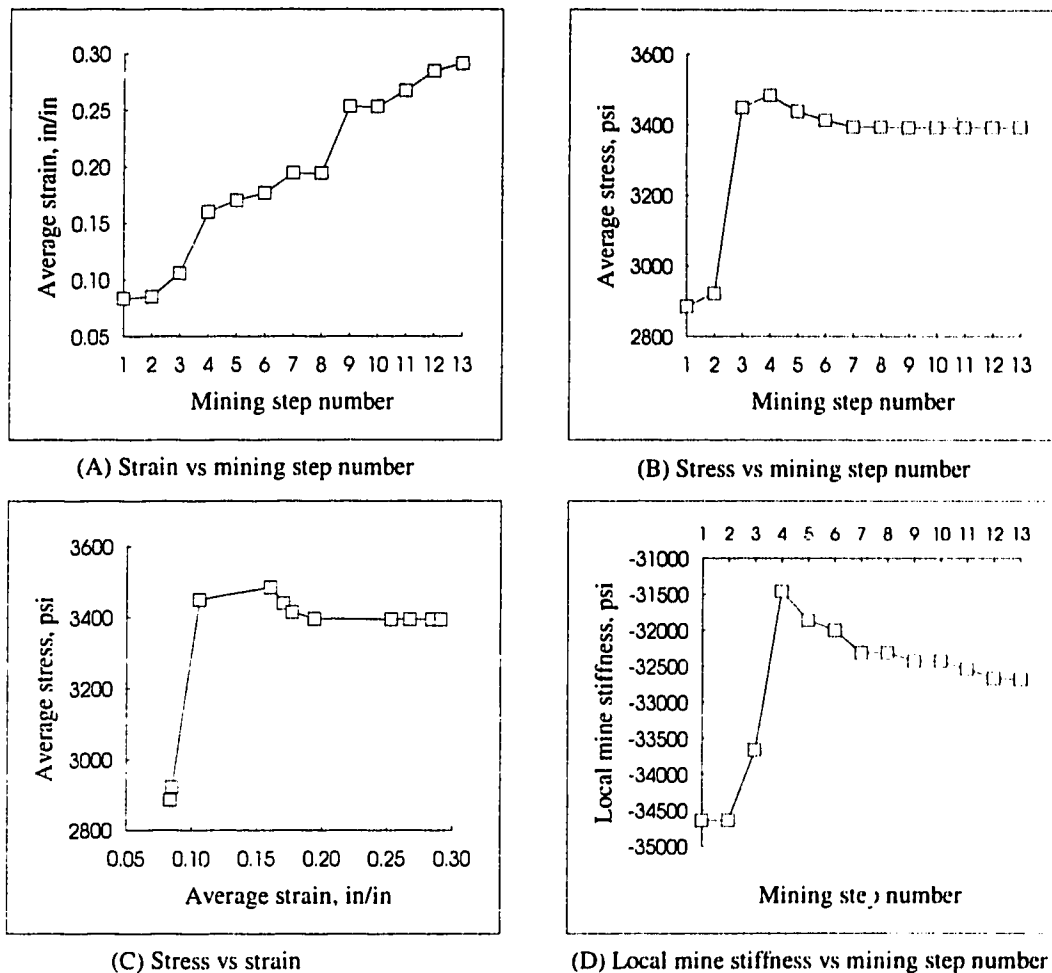 0.30
0.25
0.20
0.15
0.10
0.05
Average strain, in/in
1 2 3 4 5 6 7 8 9 10 11 12 13
Mining step number
(A) Strain vs mining step number
3600
3400
3200
3000
2800
Average stress, psi
1 2 3 4 5 6 7 8 9 10 11 12 13
Mining step number
(B) Stress vs mining step number
3600
3400
3200
3000
2800
Average stress, psi
0.05 0.10 0.15 0.20 0.25 0.30
Average strain, in/in
(C) Stress vs strain
1 2 3 4 5 6 7 8 9 10 11 12 13
-31000
-31500
-32000
-32500
-33000
-33500
-34000
-34500
-35000
Local mine stiffness, psi
Mining step number
(D) Local mine stiffness vs mining step number